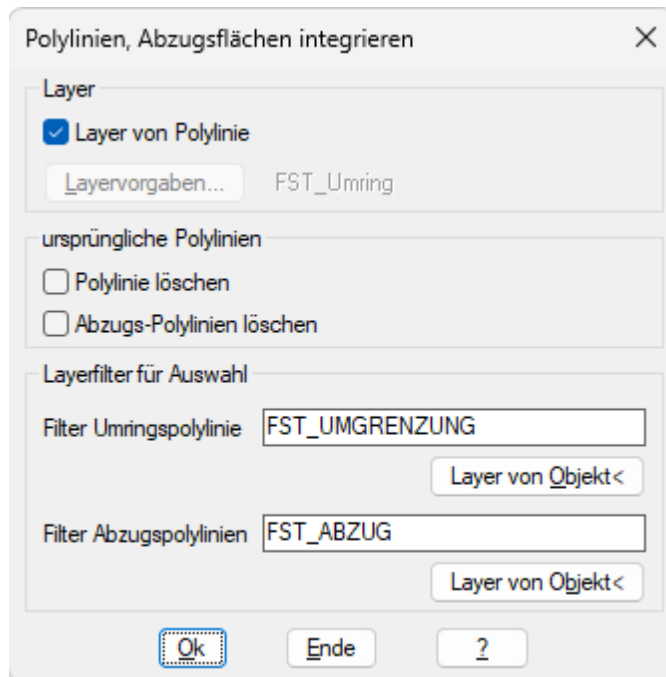 Polylinien, Abzugsflächen integrieren
Layer
Layer von Polylinie
Layervorgaben... FST_Umring
ursprüngliche Polylinien
Polylinie löschen
Abzugs-Polylinien löschen
Layerfilter für Auswahl
Filter Umringspolylinie FST_UMGRENZUNG
Layer von Objekt<
Filter Abzugspolylinien FST_ABZUG
Layer von Objekt<
Ok Ende ?